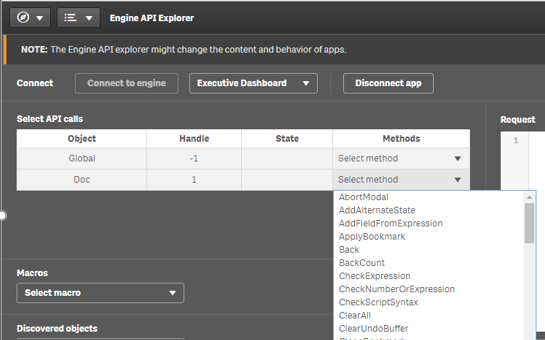 Engine API Explorer
NOTE: The Engine API explorer might change the content and behavior of apps.
Connect Connect to engine Executive Dashboard Disconnect app
Select API calls
Request
Object Handle State Methods
1
Global -1 Select method
Doc 1 Select method
AbortModal
AddAlternateState
AddFieldFromExpression
ApplyBookmark
Back
BackCount
CheckExpression
Macros
CheckNumberOrExpression
Select macro
CheckScriptSyntax
ClearAll
Discovered objects
ClearUndoBuffer